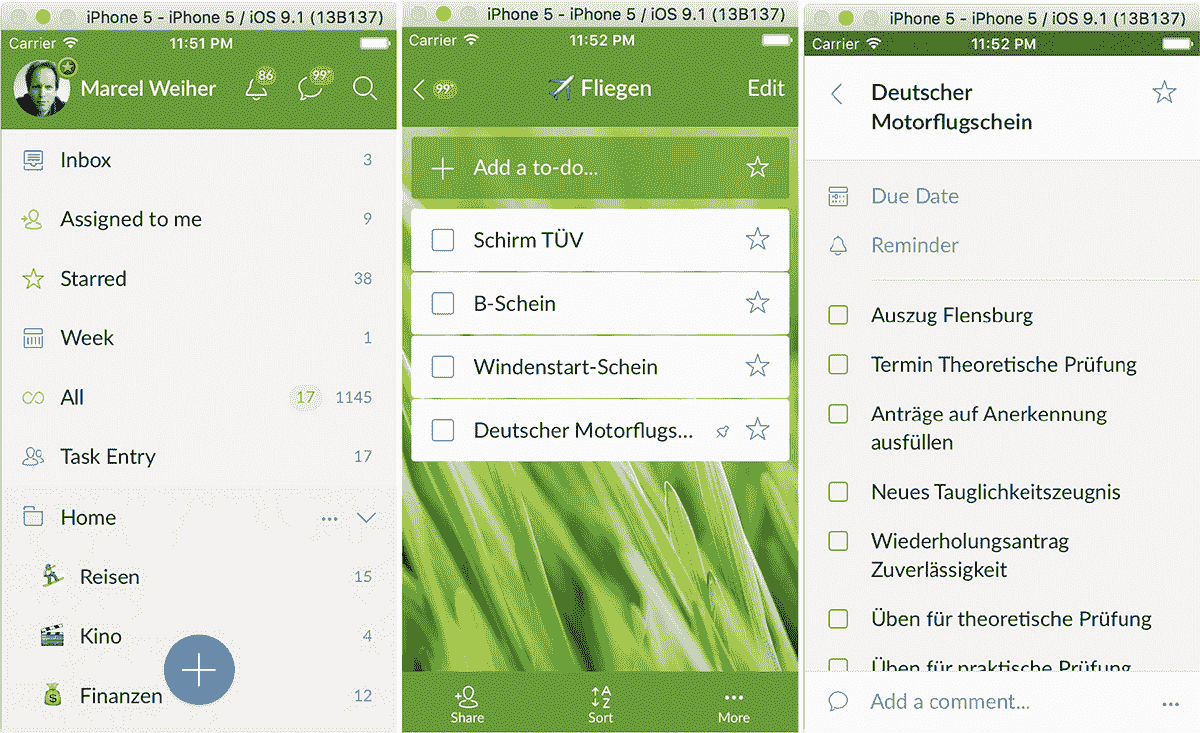 iPhone 5 - iPhone 5 / iOS 9.1 (13B137)
Carrier 11:51 PM
Marcel Weiher 86 99+
Inbox 3
Assigned to me 9
Starred 38
Week 1
All 17 1145
Task Entry 17
Home
Reisen 15
Kino 4
Finanzen 12
iPhone 5 - iPhone 5 / iOS 9.1 (13B137)
Carrier 11:52 PM
99+ Fliegen Edit
Add a to-do...
Schirm TÜV
B-Schein
Windenstart-Schein
Deutscher Motorflugs...
Share Sort More
iPhone 5 - iPhone 5 / iOS 9.1 (13B137)
Carrier 11:52 PM
Deutscher
Motorflugschein
Due Date
Reminder
Auszug Flensburg
Termin Theoretische Prüfung
Anträge auf Anerkennung
ausfüllen
Neues Tauglichkeitszeugnis
Wiederholungsantrag
Zuverlässigkeit
Üben für theoretische Prüfung
Üben für praktische Prüfung
Add a comment...